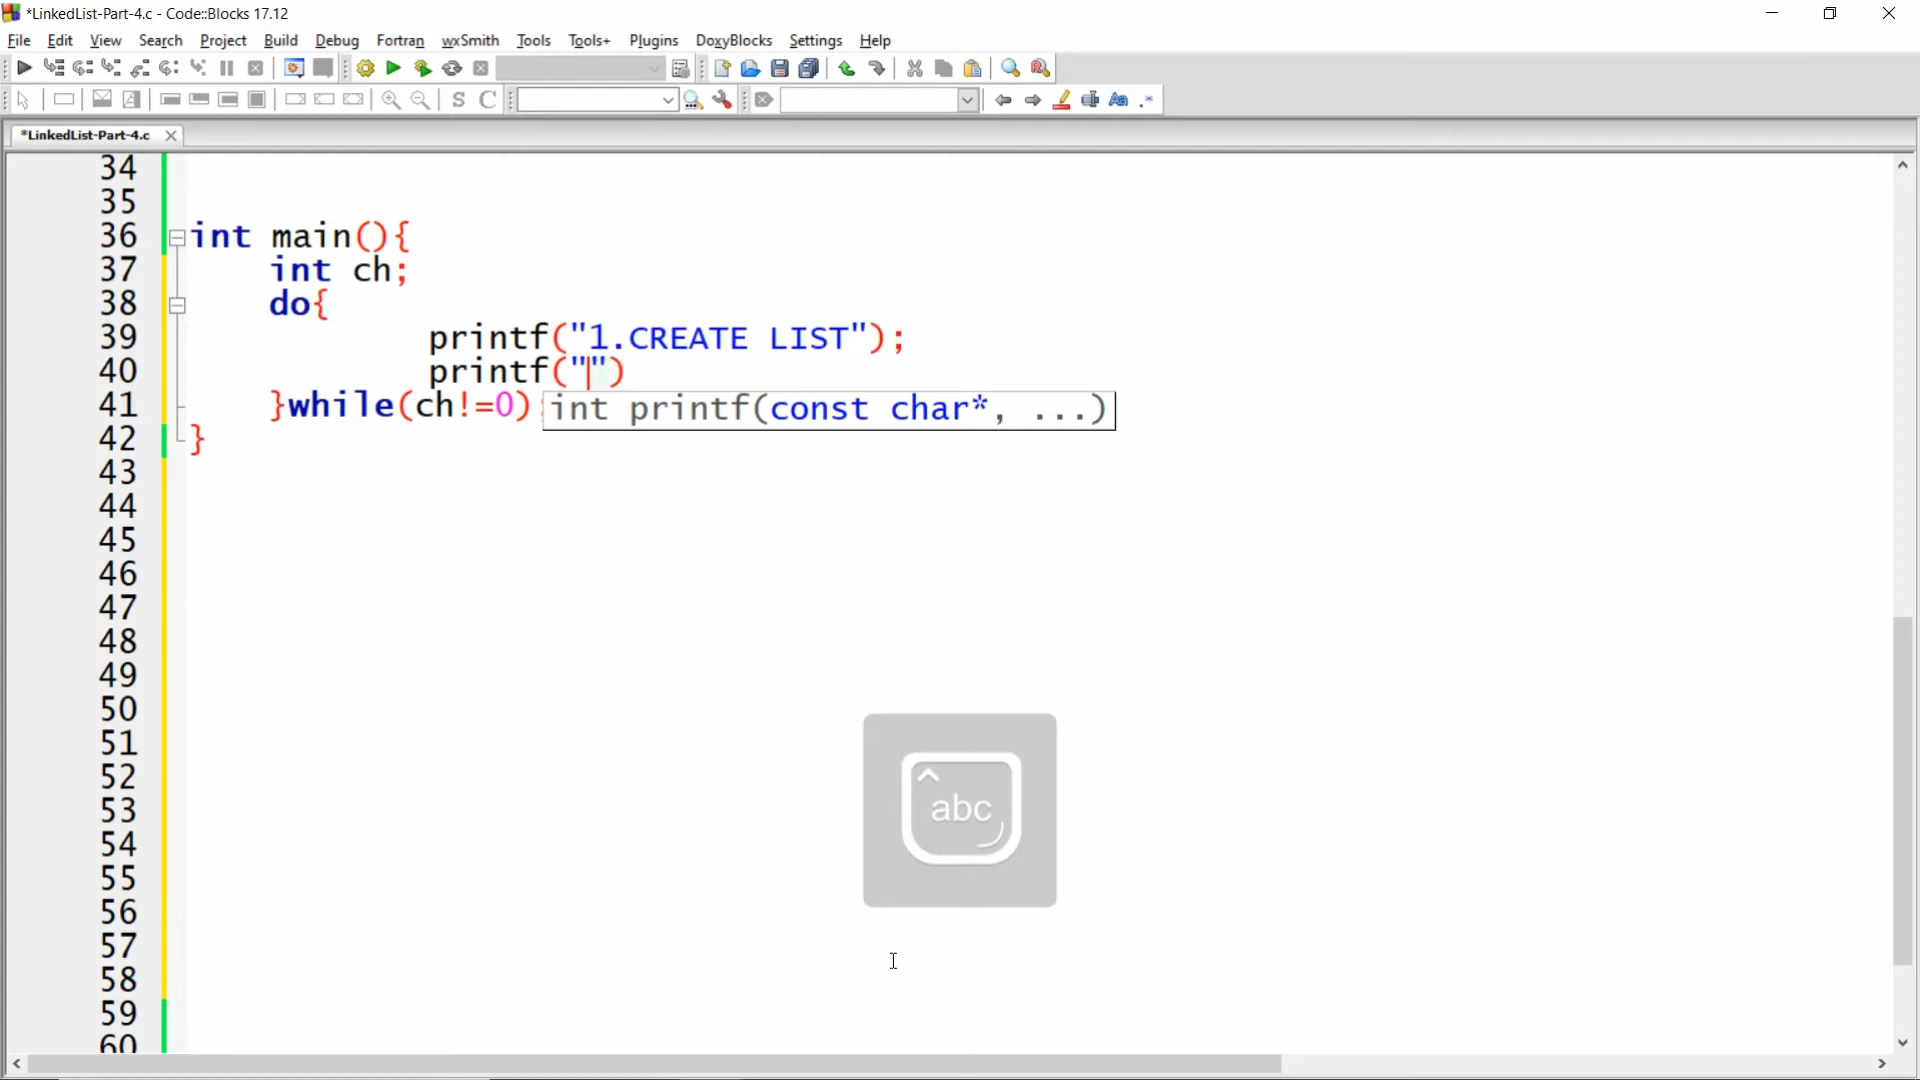 *LinkedList-Part-4.c - Code::Blocks 17.12
File Edit View Search Project Build Debug Fortran wxSmith Tools Tools+ Plugins DoxyBlocks Settings Help
S C Aa .*
*LinkedList-Part-4.c
34
35
36 int main(){
37 int ch;
38 do{
39 printf("1.CREATE LIST");
40 printf("")
41 }while(ch!=0) int printf(const char*, ...)
42 }
43
44
45
46
47
48
49
50
51
52
53
54
55
56
57
58
59
60
abc